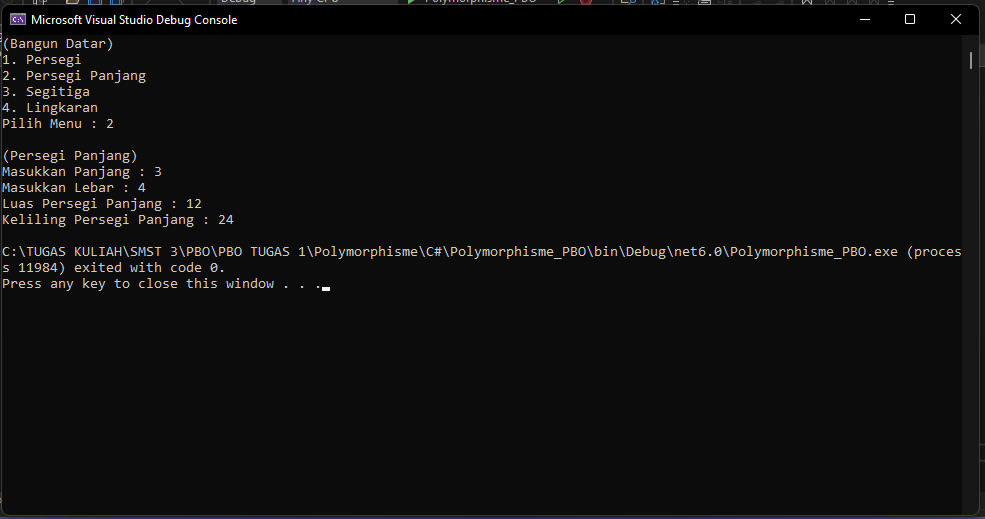 Microsoft Visual Studio Debug Console
(Bangun Datar)
1. Persegi
2. Persegi Panjang
3. Segitiga
4. Lingkaran
Pilih Menu : 2
(Persegi Panjang)
Masukkan Panjang : 3
Masukkan Lebar : 4
Luas Persegi Panjang : 12
Keliling Persegi Panjang : 24
C:\TUGAS KULIAH\SMST 3\PBO\PBO TUGAS 1\Polymorphisme\C#\Polymorphisme_PBO\bin\Debug\net6.0\Polymorphisme_PBO.exe (proces
s 11984) exited with code 0.
Press any key to close this window . . .